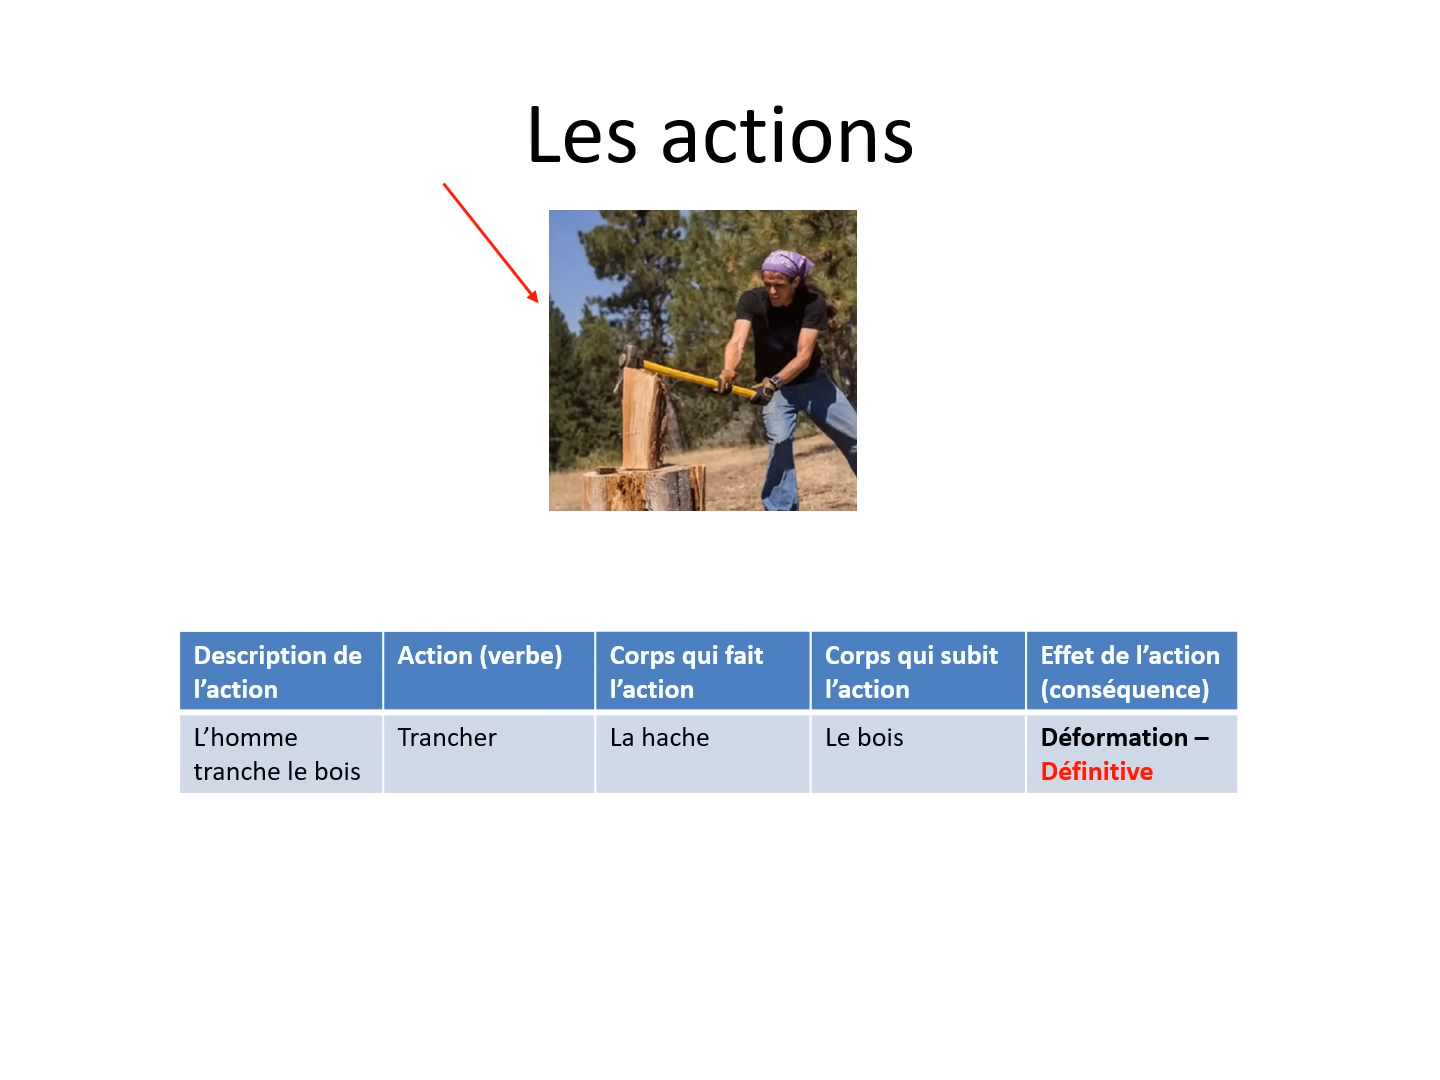 Les actions
Description de l’action
Action (verbe)
Corps qui fait l’action
Corps qui subit l’action
Effet de l’action (conséquence)
L’homme tranche le bois
Trancher
La hache
Le bois
Déformation –
Définitive